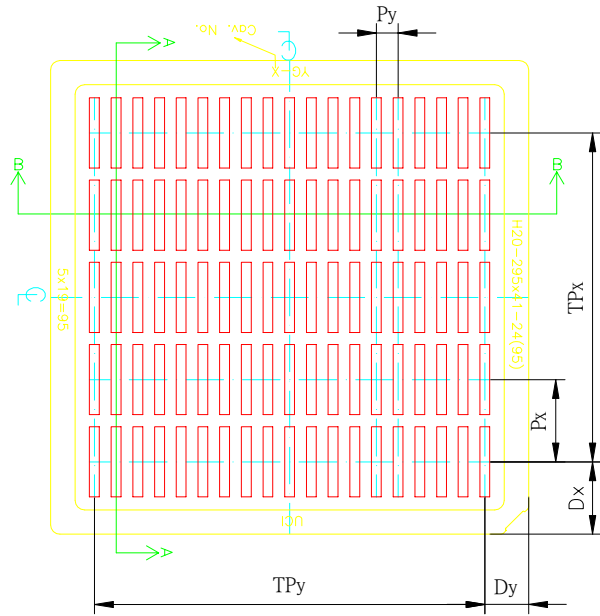 Py
Cav. No.
YG-X
A
B
B
H20-295x41-24(95)
5x19=95
TPx
Px
Dx
UCI
A
TPy
Dy